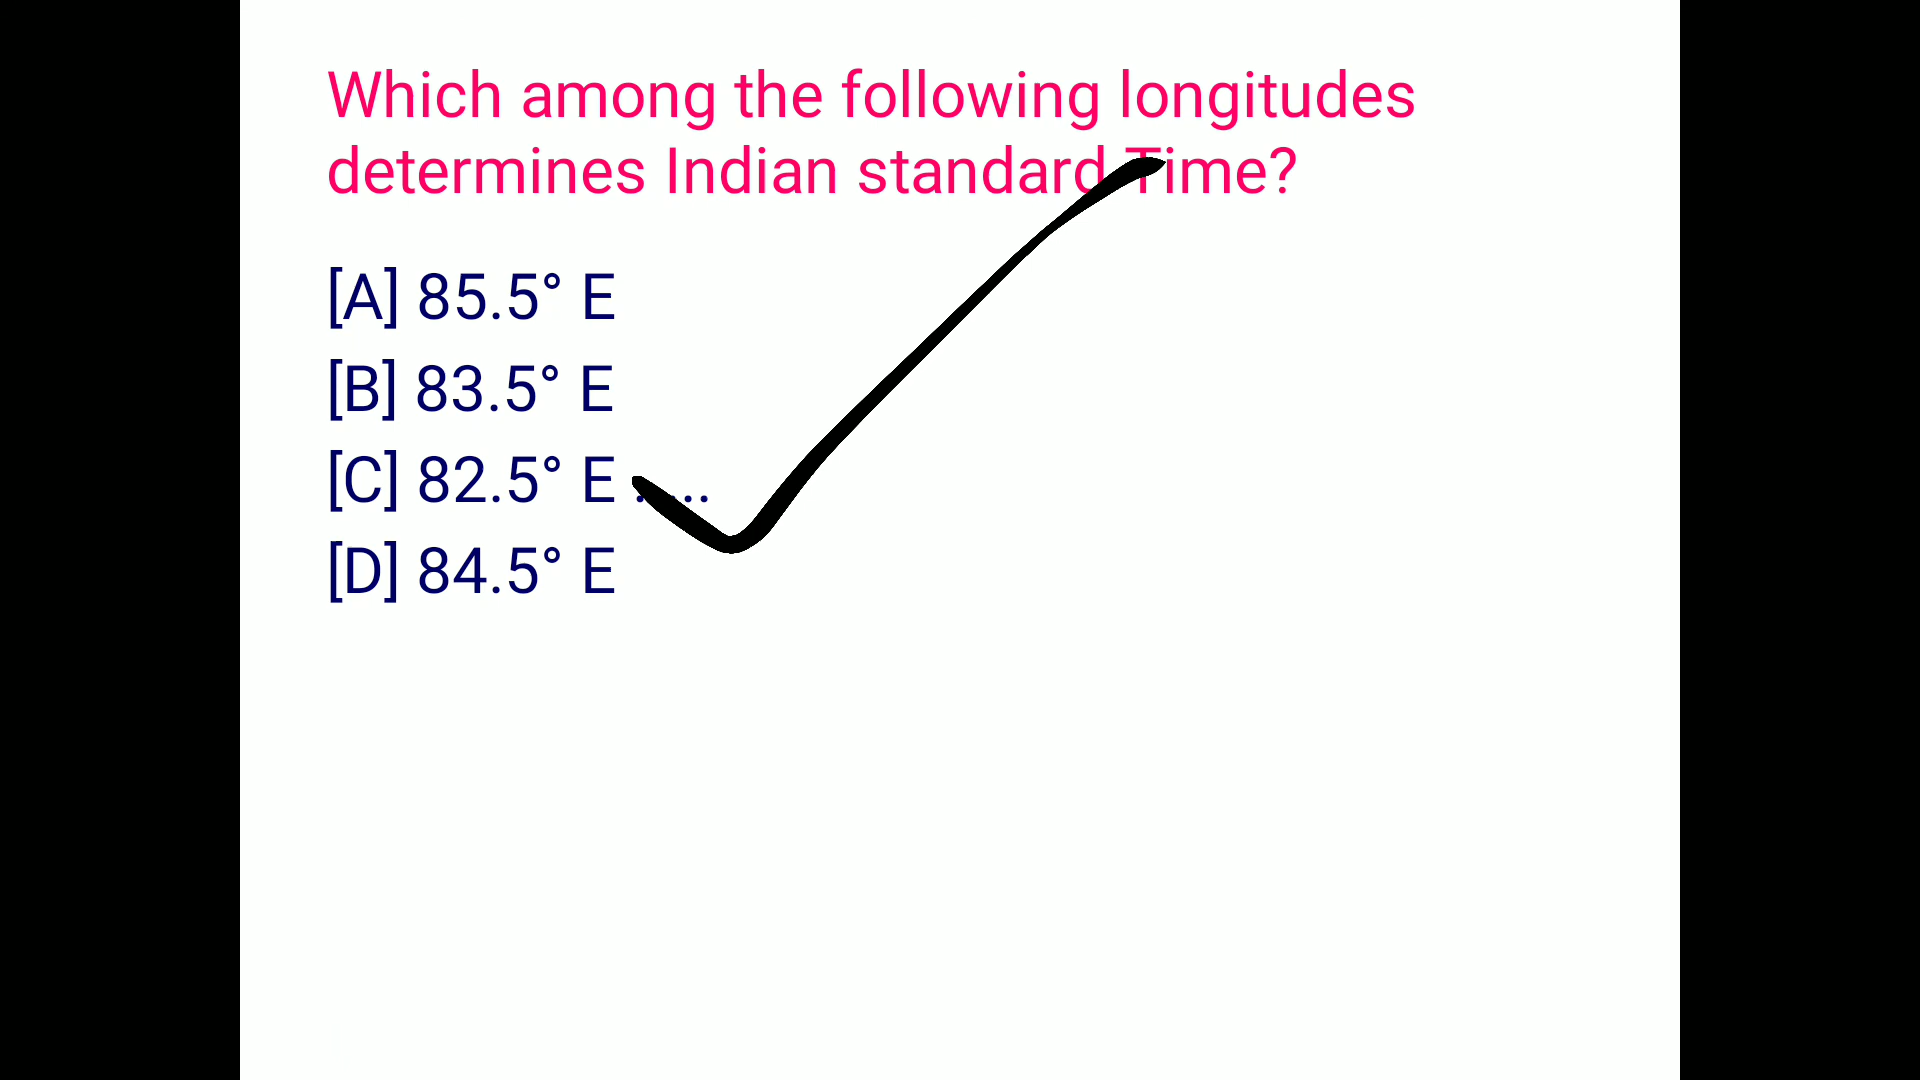 Which among the following longitudes
determines Indian standard Time?
[A] 85.5° E
[B] 83.5° E
[C] 82.5° E .....
[D] 84.5° E